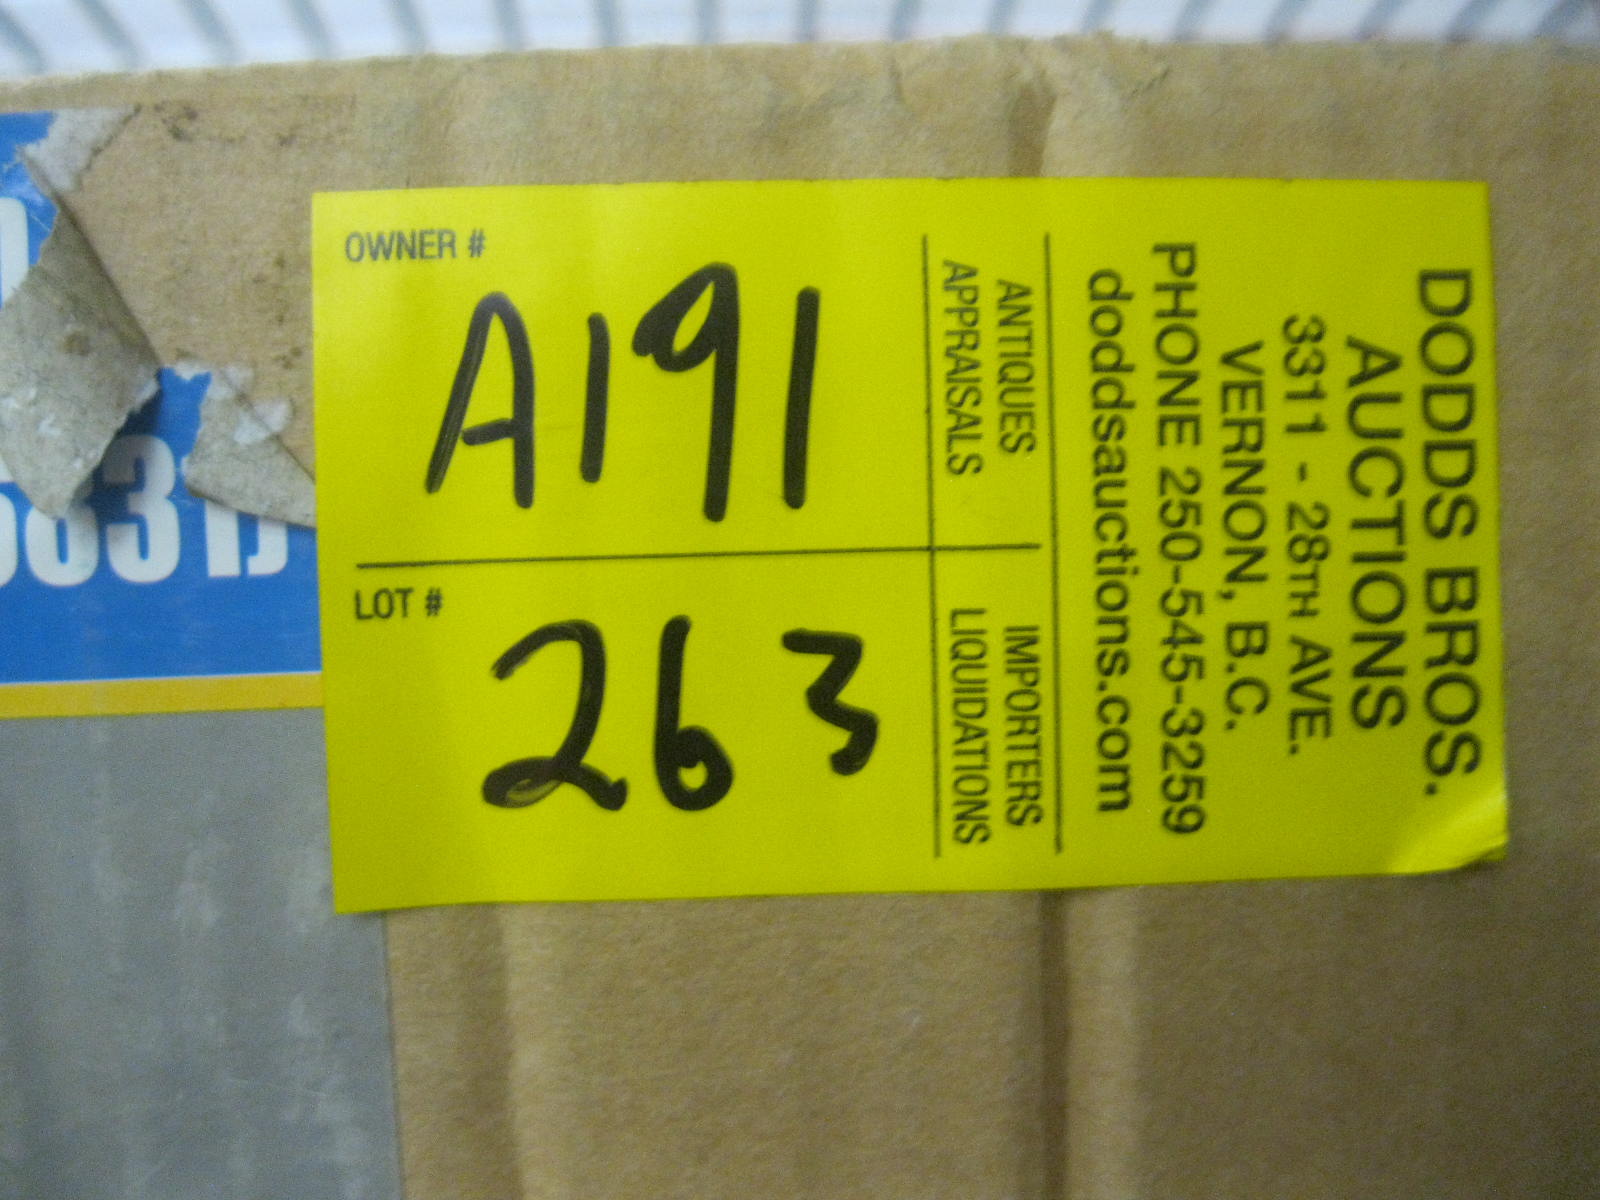 OWNER #
A191
LOT #
263
ANTIQUES
APPRAISALS
IMPORTERS
LIQUIDATIONS
DODDS BROS.
AUCTIONS
3311 - 28TH AVE.
VERNON, B.C.
PHONE 250-545-3259
doddsauctions.com